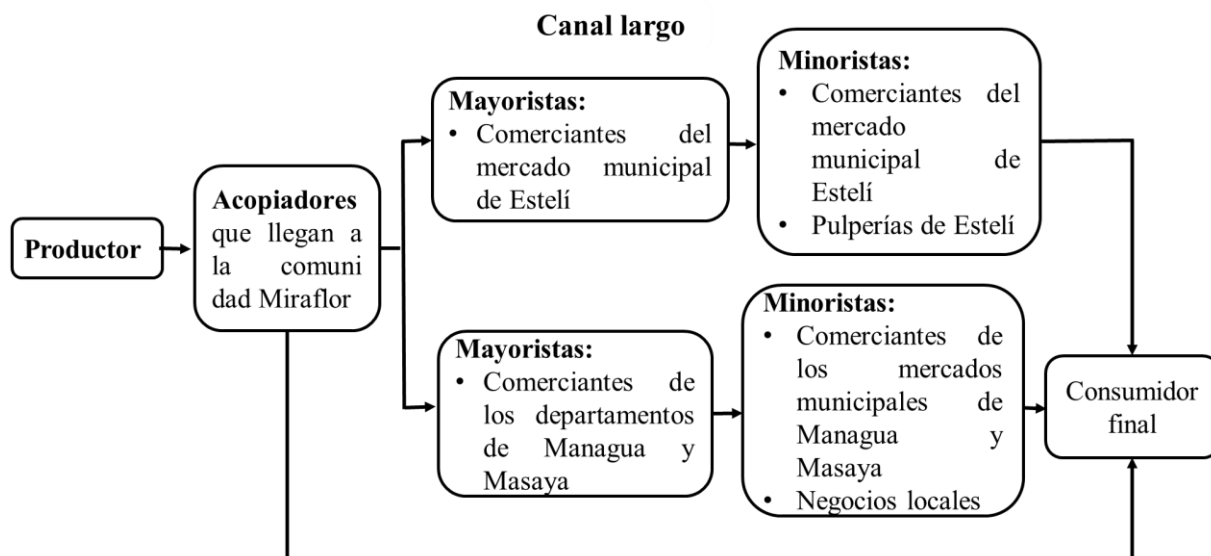 Canal largo
Productor
Acopiadores
que llegan a
la comuni
dad Miraflor
Mayoristas:
• Comerciantes del
mercado municipal
de Estelí
Minoristas:
• Comerciantes del
mercado
municipal de
Estelí
• Pulperías de Estelí
Mayoristas:
• Comerciantes de
los departamentos
de Managua y
Masaya
Minoristas:
• Comerciantes de
los mercados
municipales de
Managua y
Masaya
• Negocios locales
Consumidor
final